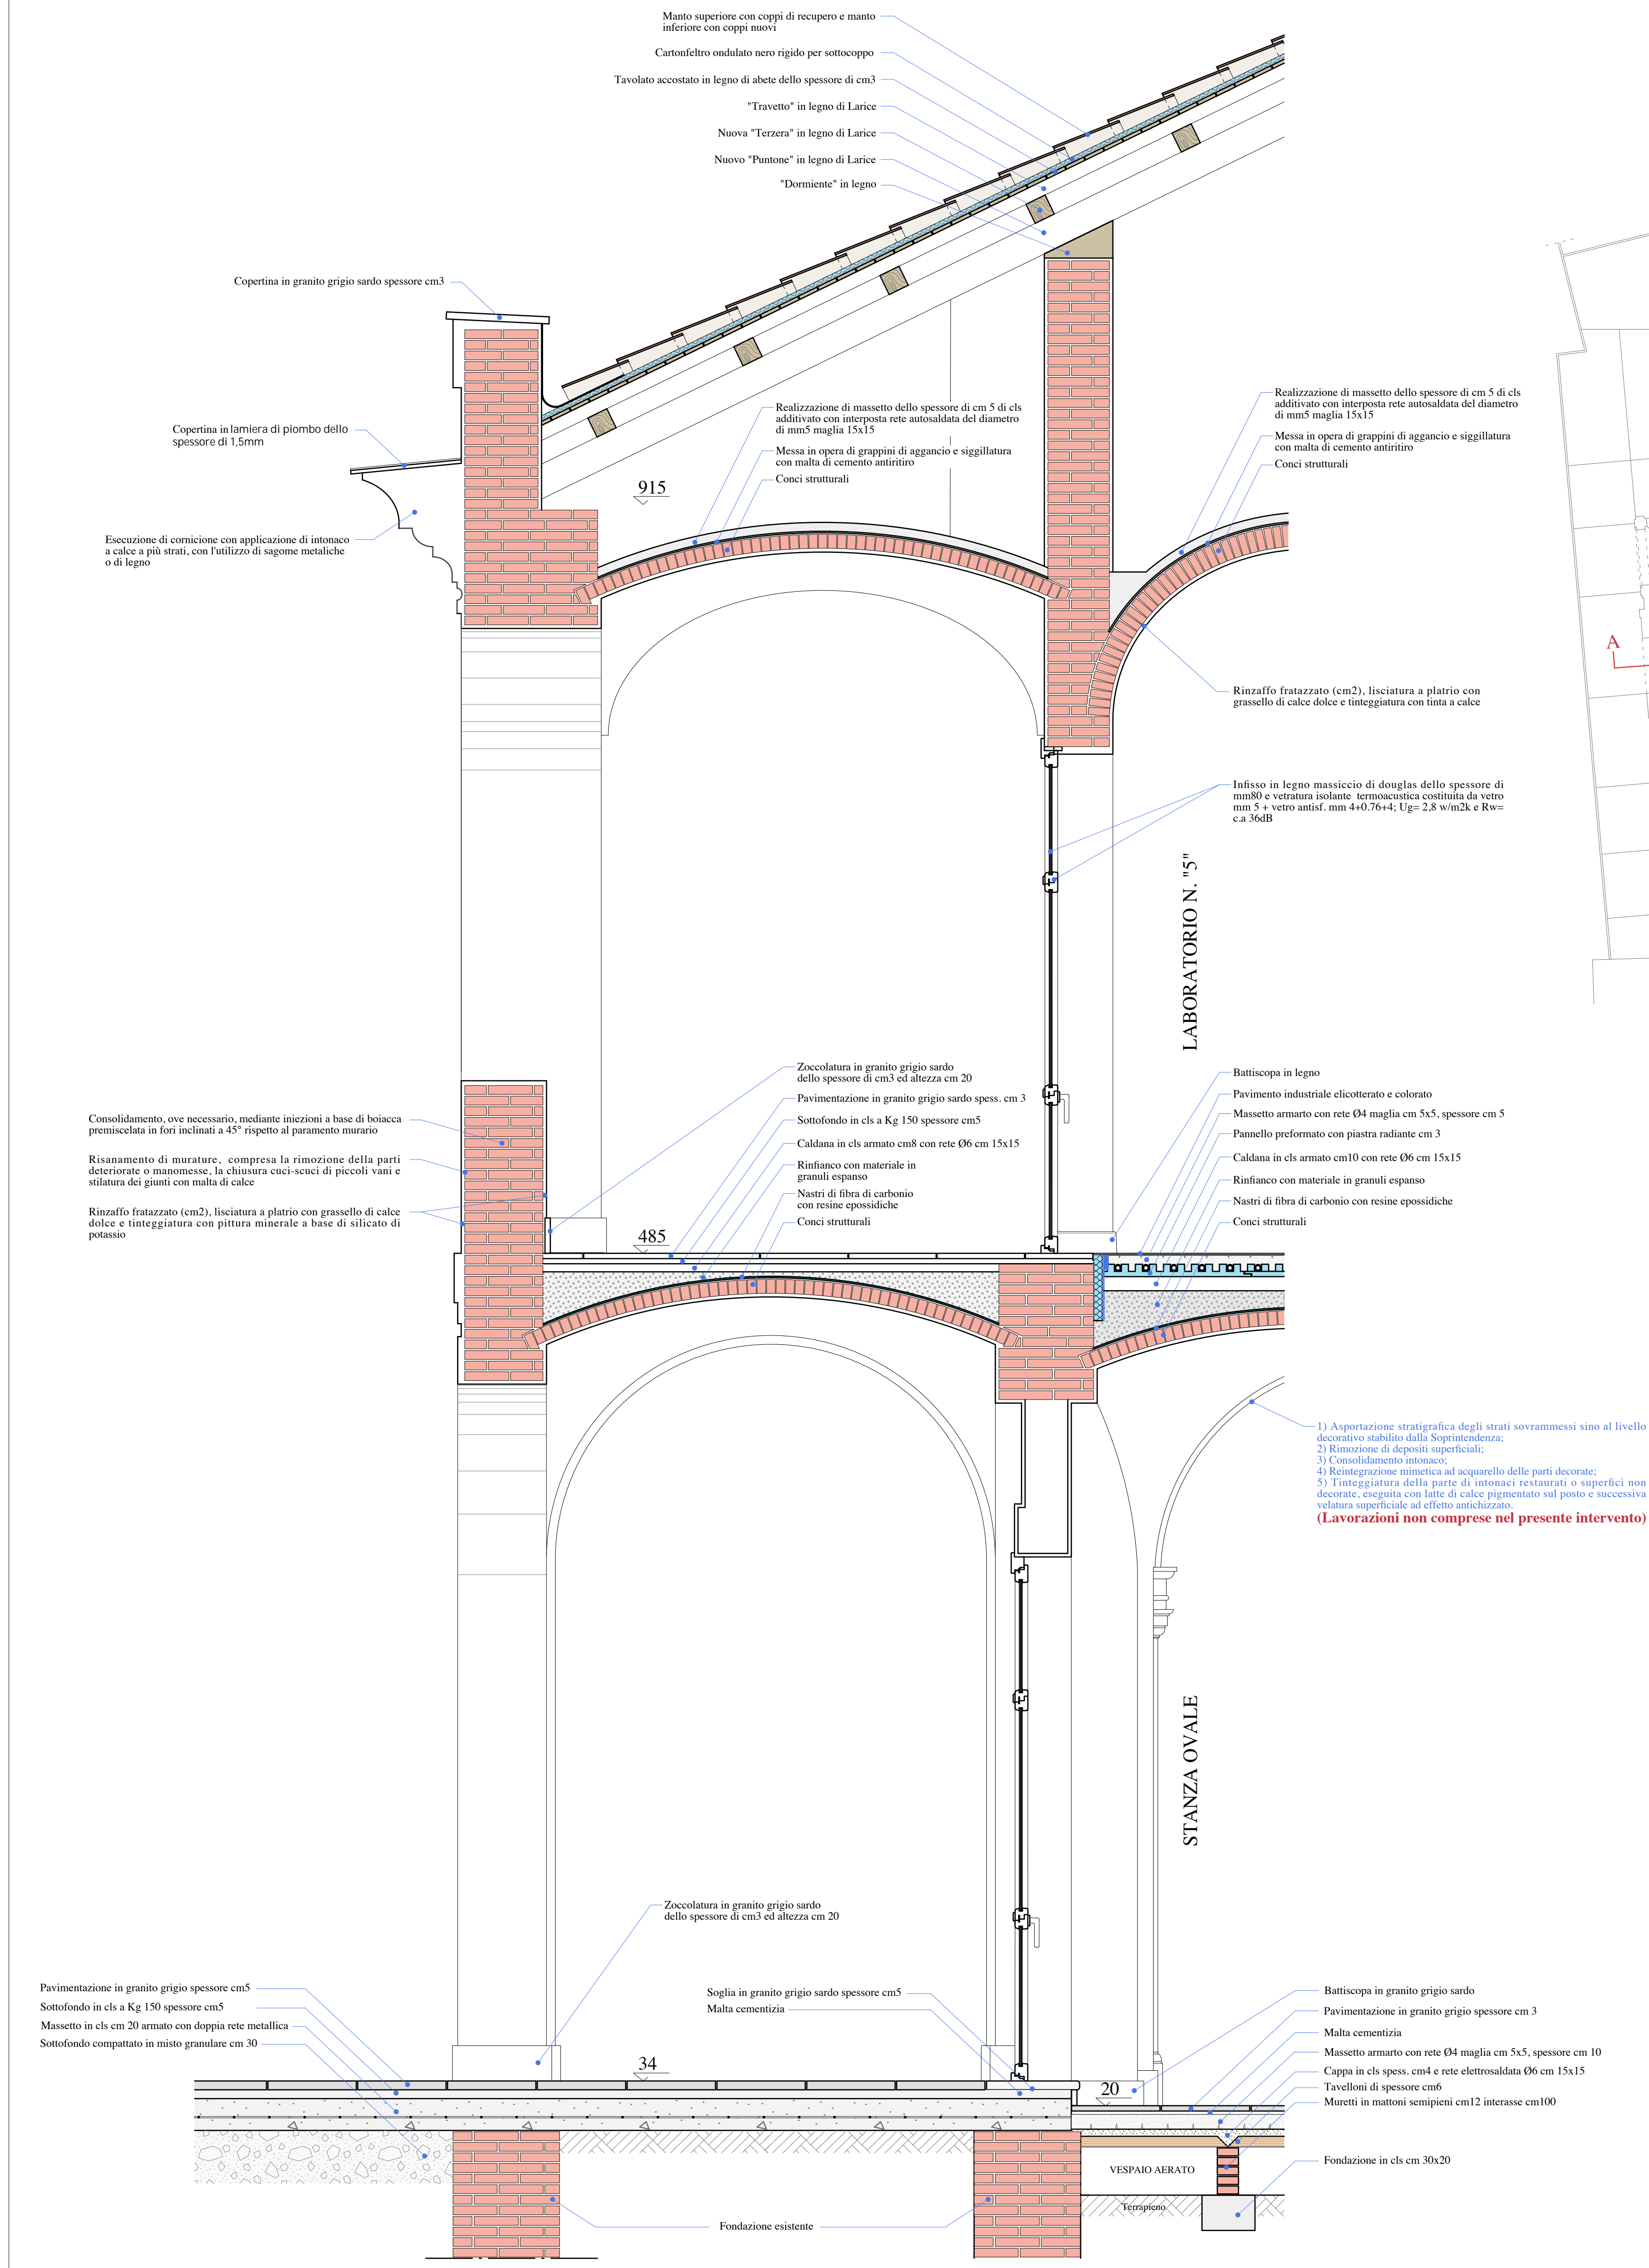 Manto superiore con coppi di recupero e manto
inferiore con coppi nuovi
Cartonfeltro ondulato nero rigido per sottocoppo
Tavolato accostato in legno di abete dello spessore di cm3
"Travetto" in legno di Larice
Nuova "Terzera" in legno di Larice
Nuovo "Puntone" in legno di Larice
"Dormiente" in legno
Copertina in granito grigio sardo spessore cm3
Copertina in lamiera di piombo dello
spessore di 1,5mm
Esecuzione di cornicione con applicazione di intonaco
a calce a più strati, con l'utilizzo di sagome metaliche
o di legno
915
Realizzazione di massetto dello spessore di cm 5 di cls
additivato con interposta rete autosaldata del diametro
di mm5 maglia 15x15
Messa in opera di grappini di aggancio e siggillatura
con malta di cemento antiritiro
Conci strutturali
Realizzazione di massetto dello spessore di cm 5 di cls
additivato con interposta rete autosaldata del diametro
di mm5 maglia 15x15
Messa in opera di grappini di aggancio e siggillatura
con malta di cemento antiritiro
Conci strutturali
A
Rinzaffo fratazzato (cm2), lisciatura a platrio con
grassello di calce dolce e tinteggiatura con tinta a calce
Infisso in legno massiccio di douglas dello spessore di
mm80 e vetratura isolante termoacustica costituita da vetro
mm 5 + vetro antisf. mm 4+0.76+4; Ug= 2,8 w/m2k e Rw=
c.a 36dB
LABORATORIO N. "5"
Consolidamento, ove necessario, mediante iniezioni a base di boiacca
premiscelata in fori inclinati a 45° rispetto al paramento murario
Risanamento di murature, compresa la rimozione della parti
deteriorate o manomesse, la chiusura cuci-scuci di piccoli vani e
stilatura dei giunti con malta di calce
Rinzaffo fratazzato (cm2), lisciatura a platrio con grassello di calce
dolce e tinteggiatura con pittura minerale a base di silicato di
potassio
Zoccolatura in granito grigio sardo
dello spessore di cm3 ed altezza cm 20
Pavimentazione in granito grigio sardo spess. cm 3
Sottofondo in cls a Kg 150 spessore cm5
Caldana in cls armato cm8 con rete Ø6 cm 15x15
Rinfianco con materiale in
granuli espanso
Nastri di fibra di carbonio
con resine epossidiche
Conci strutturali
485
Battiscopa in legno
Pavimento industriale elicotterato e colorato
Massetto armarto con rete Ø4 maglia cm 5x5, spessore cm 5
Pannello preformato con piastra radiante cm 3
Caldana in cls armato cm10 con rete Ø6 cm 15x15
Rinfianco con materiale in granuli espanso
Nastri di fibra di carbonio con resine epossidiche
Conci strutturali
1) Asportazione stratigrafica degli strati sovrammessi sino al livello
decorativo stabilito dalla Soprintendenza;
2) Rimozione di depositi superficiali;
3) Consolidamento intonaco;
4) Reintegrazione mimetica ad acquarello delle parti decorate;
5) Tinteggiatura della parte di intonaci restaurati o superfici non
decorate, eseguita con latte di calce pigmentato sul posto e successiva
velatura superficiale ad effetto antichizzato.
(Lavorazioni non comprese nel presente intervento)
STANZA OVALE
Zoccolatura in granito grigio sardo
dello spessore di cm3 ed altezza cm 20
Pavimentazione in granito grigio spessore cm5
Sottofondo in cls a Kg 150 spessore cm5
Massetto in cls cm 20 armato con doppia rete metallica
Sottofondo compattato in misto granulare cm 30
Soglia in granito grigio sardo spessore cm5
Malta cementizia
34
20
Battiscopa in granito grigio sardo
Pavimentazione in granito grigio spessore cm 3
Malta cementizia
Massetto armarto con rete Ø4 maglia cm 5x5, spessore cm 10
Cappa in cls spess. cm4 e rete elettrosaldata Ø6 cm 15x15
Tavelloni di spessore cm6
Muretti in mattoni semipieni cm12 interasse cm100
VESPAIO AERATO
Terrapieno
Fondazione in cls cm 30x20
Fondazione esistente